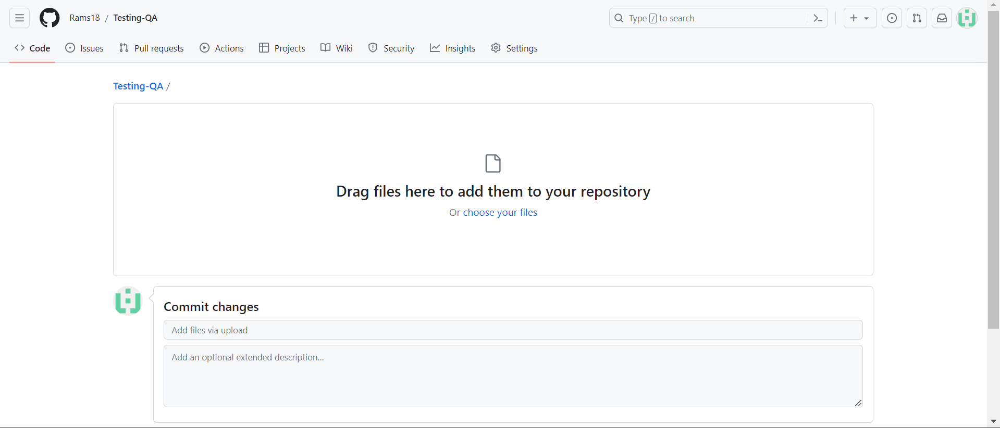 Rams18 / Testing-QA
Type / to search
Code Issues Pull requests Actions Projects Wiki Security Insights Settings
Testing-QA /
Drag files here to add them to your repository
Or choose your files
Commit changes
Add files via upload
Add an optional extended description...